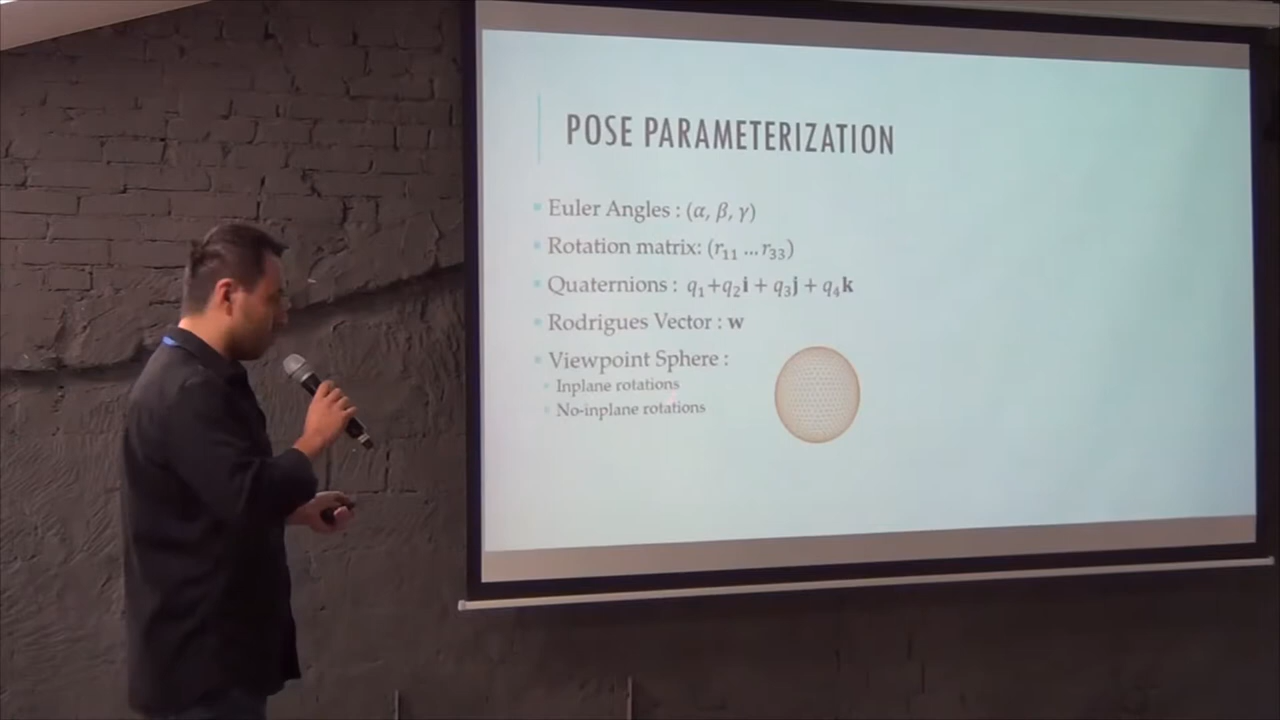 POSE PARAMETERIZATION
Euler Angles : (α, β, γ)
Rotation matrix: (r₁₁ ... r₃₃)
Quaternions : q₁+q₂i + q₃j + q₄k
Rodrigues Vector : w
Viewpoint Sphere :
Inplane rotations
No-inplane rotations